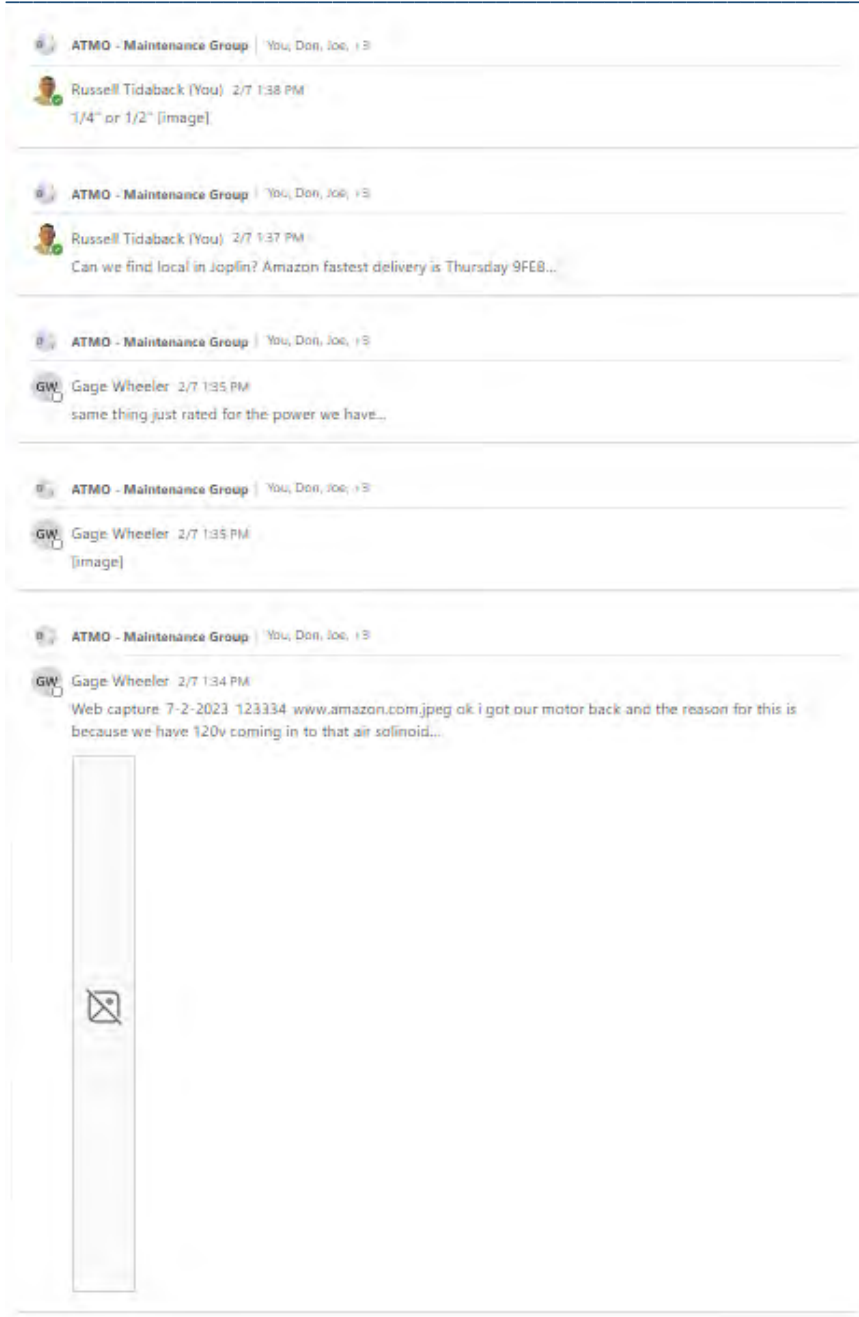 ATMO - Maintenance Group | You, Don, Joe, +3
Russell Tidaback (You) 2/7 1:38 PM
1/4" or 1/2" [image]
ATMO - Maintenance Group | You, Don, Joe, +3
Russell Tidaback (You) 2/7 1:37 PM
Can we find local in Joplin? Amazon fastest delivery is Thursday 9FEB...
ATMO - Maintenance Group | You, Don, Joe, +3
GW Gage Wheeler 2/7 1:35 PM
same thing just rated for the power we have...
ATMO - Maintenance Group | You, Don, Joe, +3
GW Gage Wheeler 2/7 1:35 PM
[image]
ATMO - Maintenance Group | You, Don, Joe, +3
GW Gage Wheeler 2/7 1:34 PM
Web capture 7-2-2023 123334 www.amazon.com.jpeg ok i got our motor back and the reason for this is
because we have 120v coming in to that air solinoid...